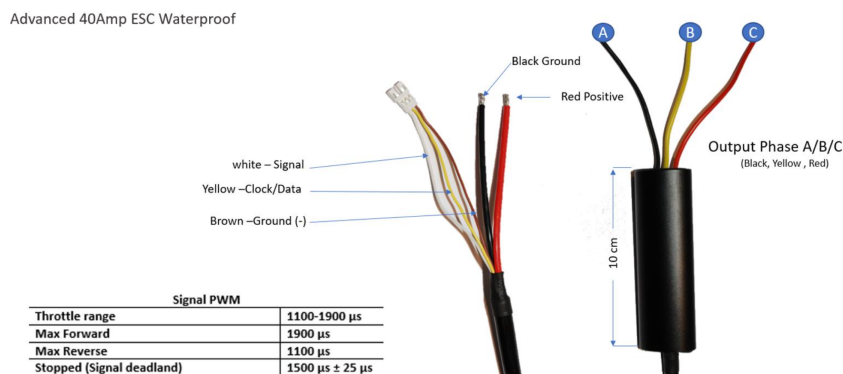 Advanced 40Amp ESC Waterproof
A
B
C
Black Ground
Red Positive
Output Phase A/B/C
(Black, Yellow , Red)
white – Signal
Yellow –Clock/Data
Brown –Ground (-)
10 cm
Signal PWM
Throttle range 1100-1900 µs
Max Forward 1900 µs
Max Reverse 1100 µs
Stopped (Signal deadland) 1500 µs ± 25 µs